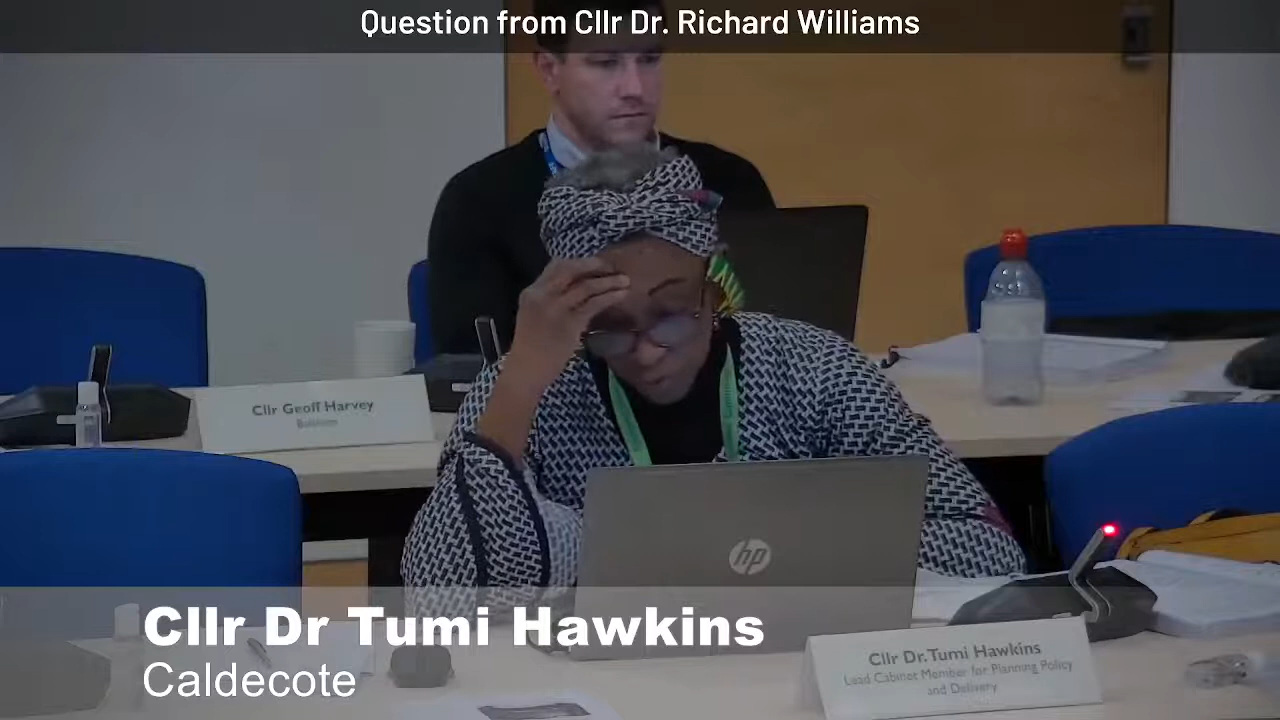 Question from Cllr Dr. Richard Williams
Cllr Geoff Harvey
Balsham
hp
Cllr Dr Tumi Hawkins
Caldecote
Cllr Dr. Tumi Hawkins
Lead Cabinet Member for Planning Policy
and Delivery